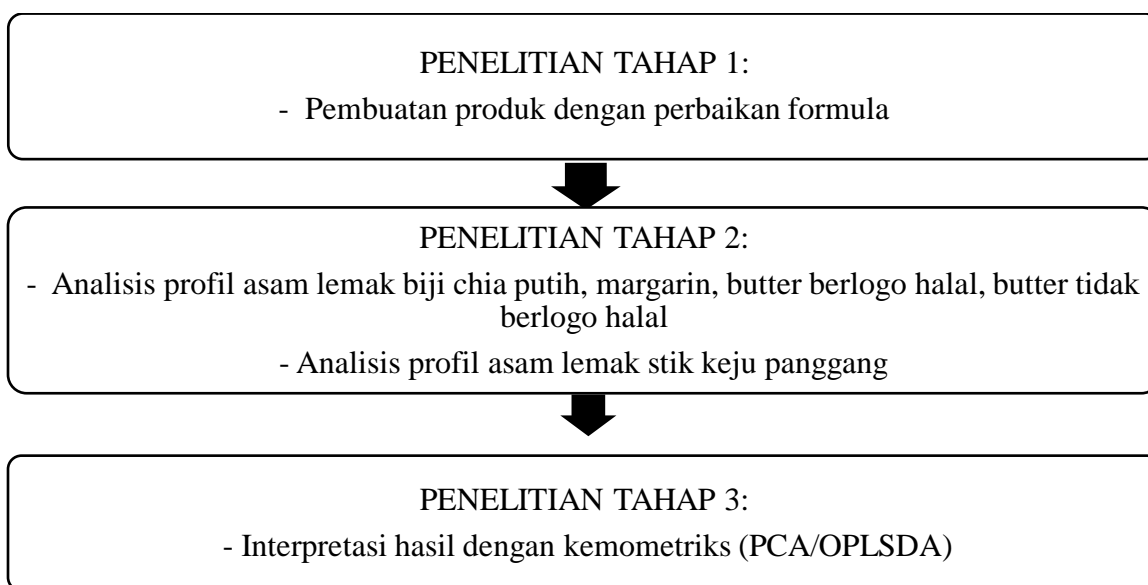 PENELITIAN TAHAP 1:
- Pembuatan produk dengan perbaikan formula
PENELITIAN TAHAP 2:
- Analisis profil asam lemak biji chia putih, margarin, butter berlogo halal, butter tidak
berlogo halal
- Analisis profil asam lemak stik keju panggang
PENELITIAN TAHAP 3:
- Interpretasi hasil dengan kemometriks (PCA/OPLSDA)